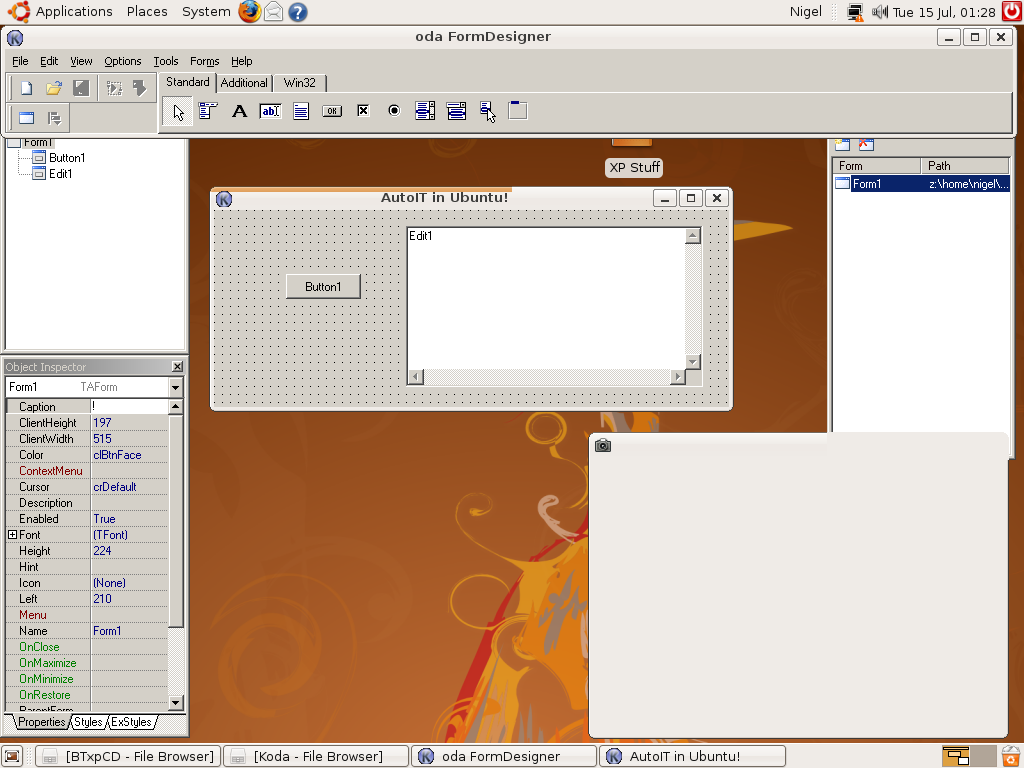 Applications Places System Nigel Tue 15 Jul, 01:28
oda FormDesigner
File Edit View Options Tools Forms Help
Standard Additional Win32
A ab OK
Form1
Button1
Edit1
XP Stuff
Form Path
Form1 z:\home\nigel\...
AutoIT in Ubuntu!
Edit1
Button1
Object Inspector
Form1 TAForm
Caption !
ClientHeight 197
ClientWidth 515
Color clBtnFace
ContextMenu
Cursor crDefault
Description
Enabled True
Font (TFont)
Height 224
Hint
Icon (None)
Left 210
Menu
Name Form1
OnClose
OnMaximize
OnMinimize
OnRestore
ParentForm
Properties Styles ExStyles
[BTxpCD - File Browser] [Koda - File Browser] oda FormDesigner AutoIT in Ubuntu!